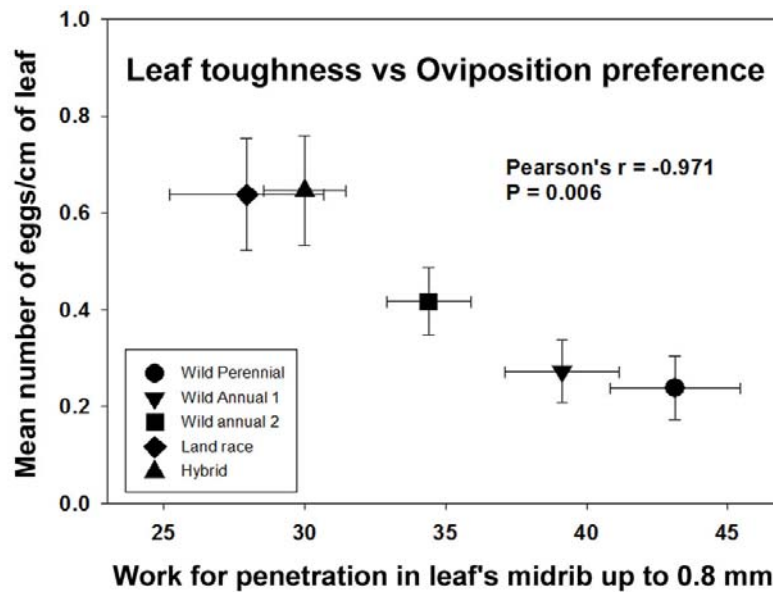 Leaf toughness vs Oviposition preference
Pearson's r = -0.971
P = 0.006
Mean number of eggs/cm of leaf
1.0
0.8
0.6
0.4
0.2
0.0
Wild Perennial
Wild Annual 1
Wild annual 2
Land race
Hybrid
25 30 35 40 45
Work for penetration in leaf's midrib up to 0.8 mm